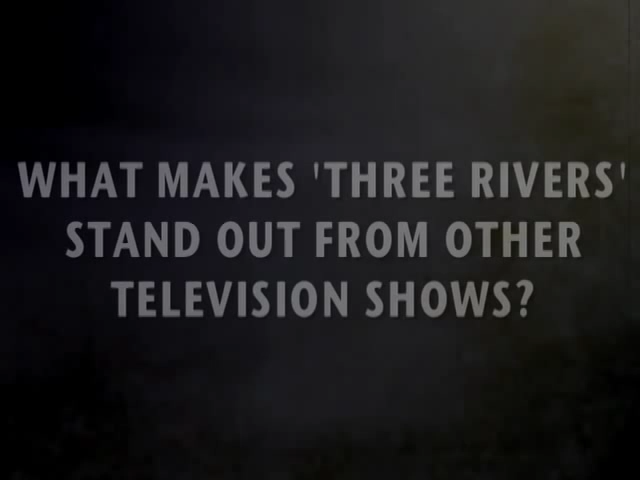 WHAT MAKES 'THREE RIVERS'
STAND OUT FROM OTHER
TELEVISION SHOWS?